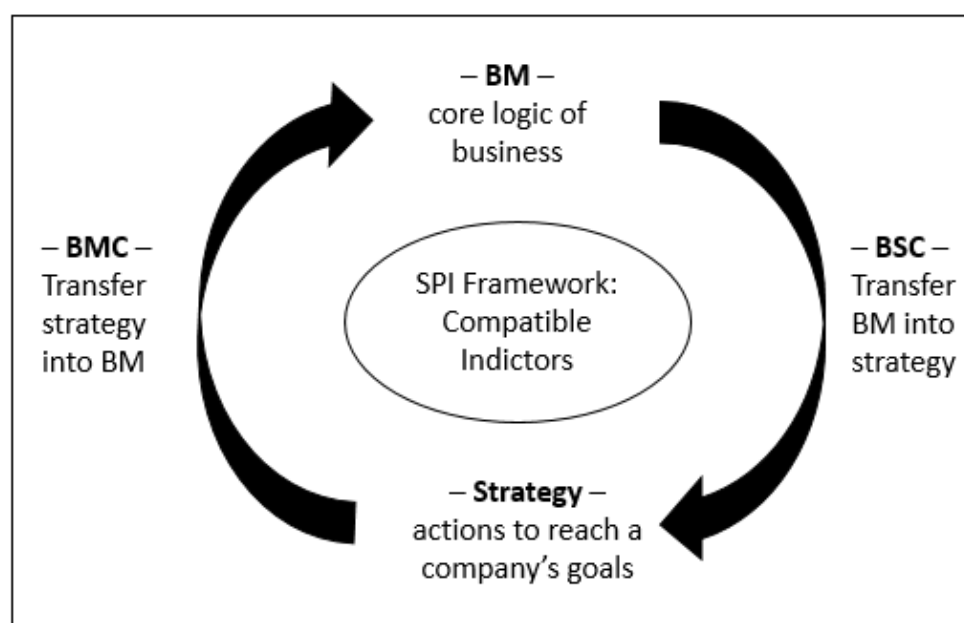 – BM –
core logic of
business
– BMC –
Transfer
strategy
into BM
SPI Framework:
Compatible
Indictors
– BSC –
Transfer
BM into
strategy
– Strategy –
actions to reach a
company’s goals